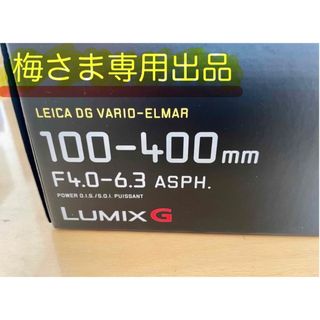 梅さま専用出品
LEICA DG VARIO-ELMAR
100-400mm
F4.0-6.3 ASPH.
POWER O.I.S./S.O.I. PUISSANT
LUMIX G